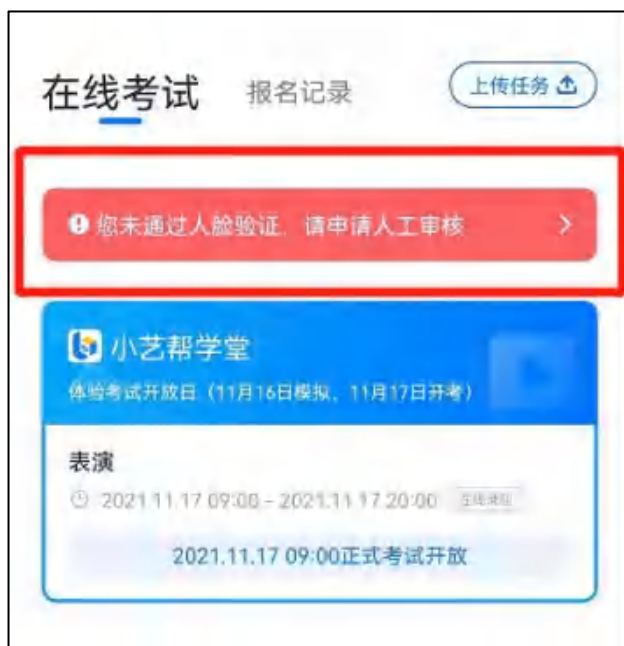 在线考试
报名记录
上传任务
您未通过人脸验证，请申请人工审核
小艺帮学堂
体验考试开放日（11月16日模拟，11月17日开考）
表演
2021.11.17 09:00 - 2021.11.17 20:00
2021.11.17 09:00正式考试开放